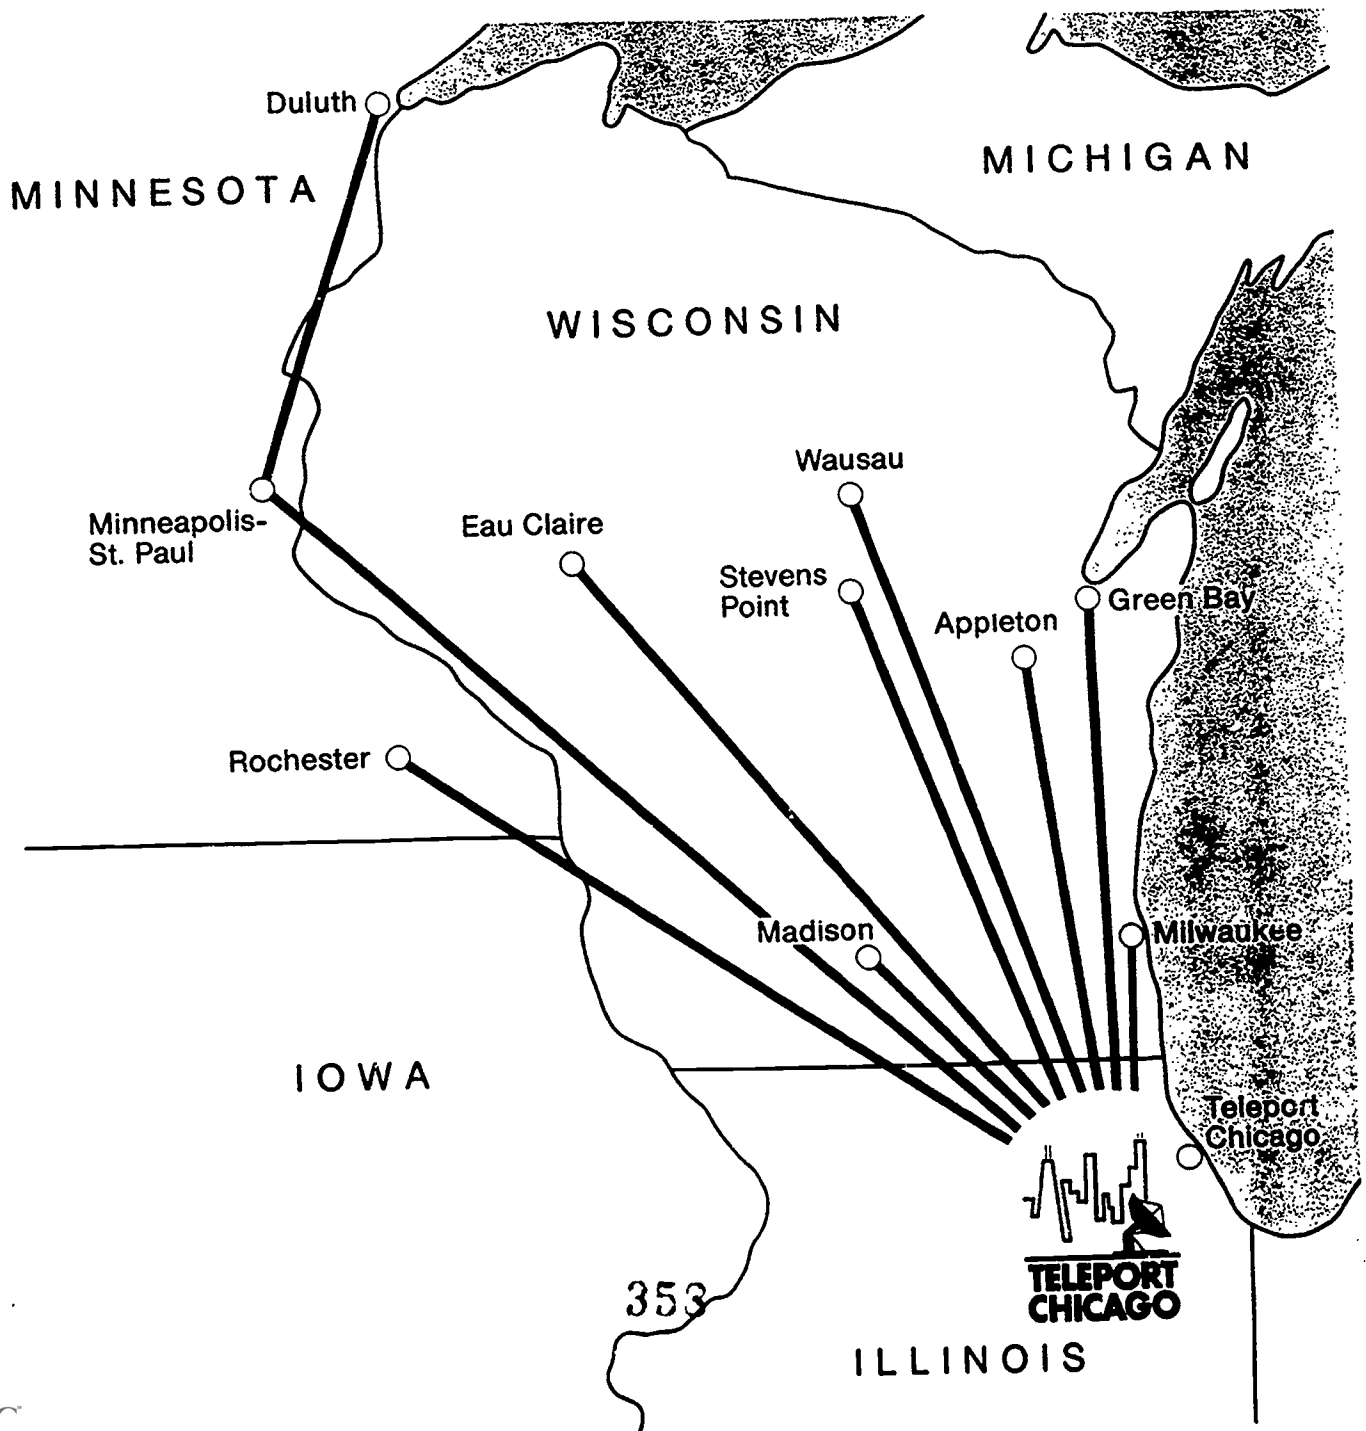 Duluth
MICHIGAN
MINNESOTA
WISCONSIN
Wausau
Minneapolis-
St. Paul
Eau Claire
Stevens
Point
Green Bay
Appleton
Rochester
Madison
Milwaukee
IOWA
Teleport
Chicago
TELEPORT
CHICAGO
353
ILLINOIS